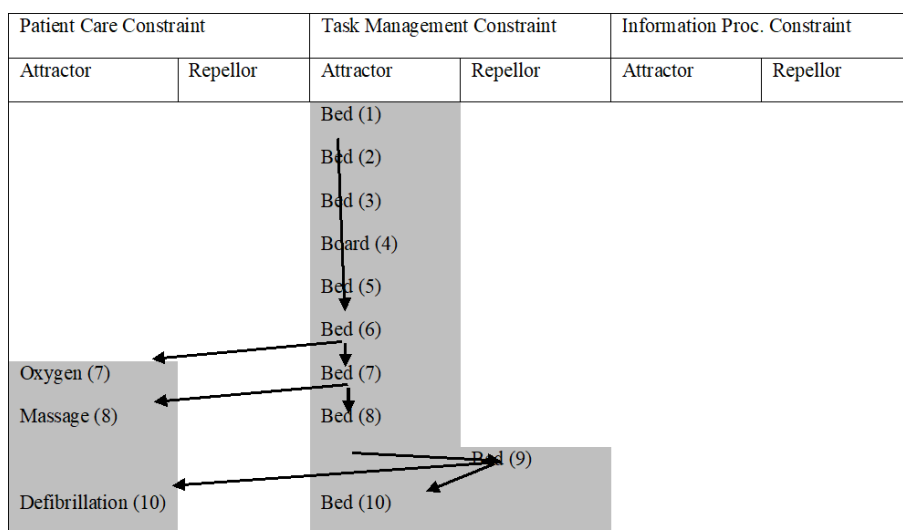 Patient Care Constraint Task Management Constraint Information Proc. Constraint
Attractor Repellor Attractor Repellor Attractor Repellor
Bed (1)
Bed (2)
Bed (3)
Board (4)
Bed (5)
Bed (6)
Oxygen (7) Bed (7)
Massage (8) Bed (8)
Bed (9)
Defibrillation (10) Bed (10)